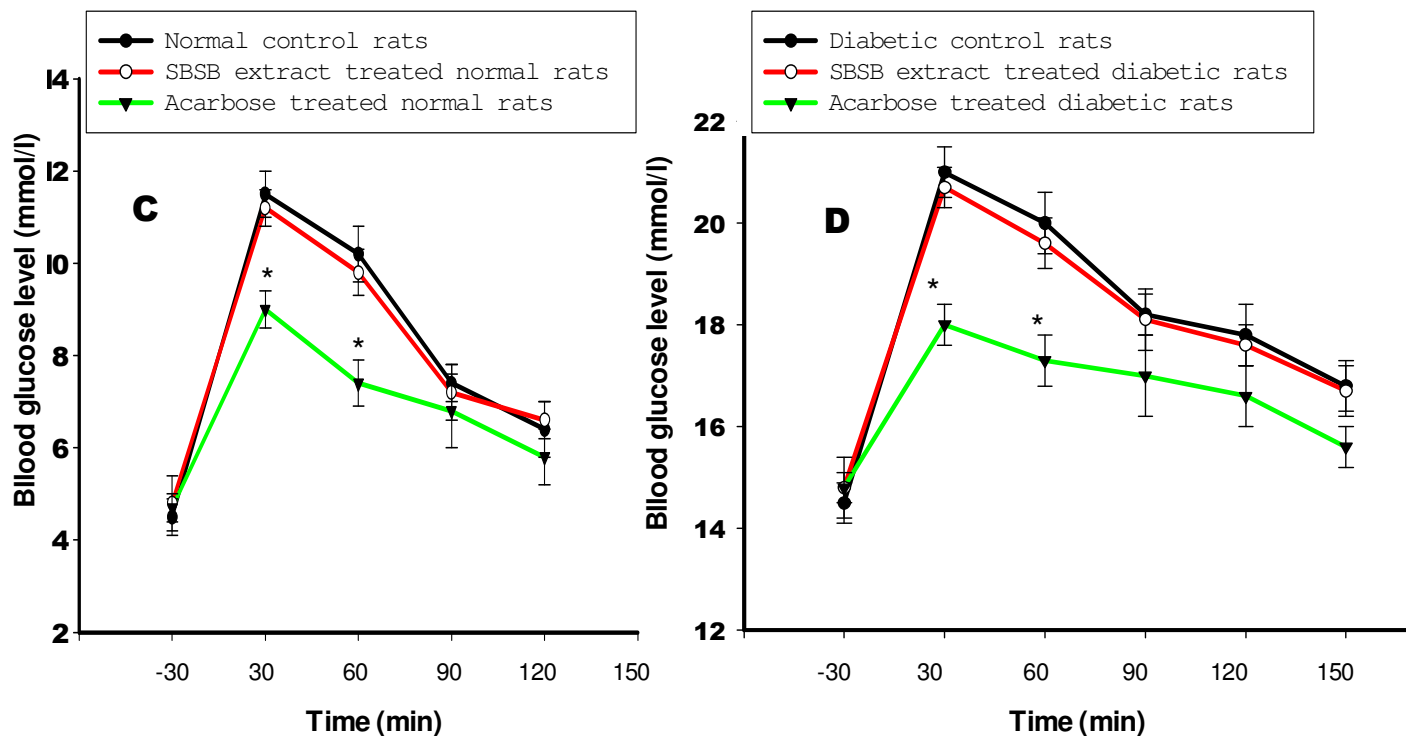 Normal control rats
SBSB extract treated normal rats
Acarbose treated normal rats
Bllood glucose level (mmol/l)
14
12
10
8
6
4
2
C
*
*
-30 30 60 90 120 150
Time (min)
Diabetic control rats
SBSB extract treated diabetic rats
Acarbose treated diabetic rats
Bllood glucose level (mmol/l)
22
20
18
16
14
12
D
*
*
-30 30 60 90 120 150
Time (min)